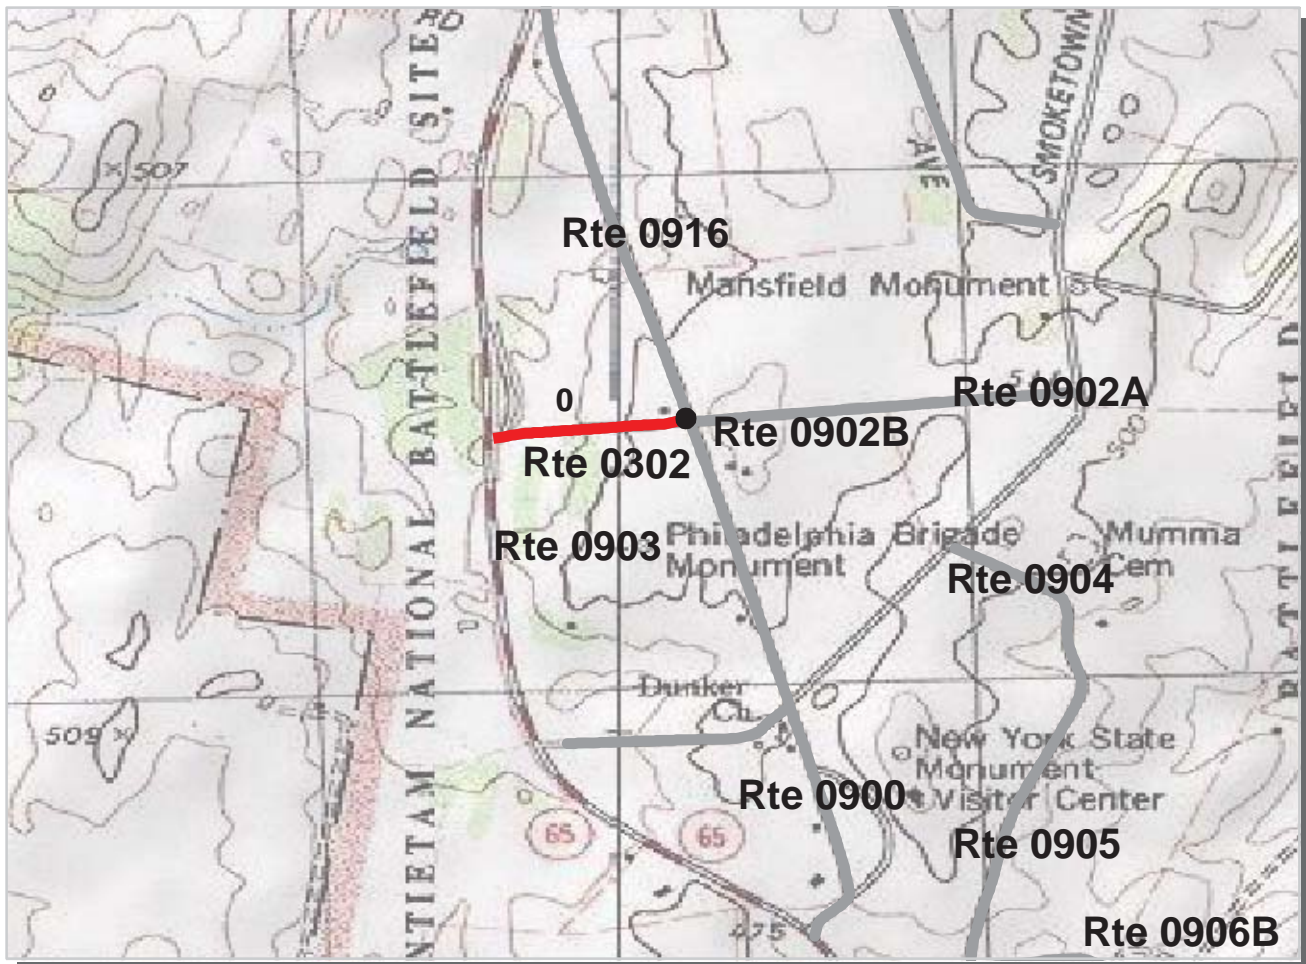 RD
ANTIETAM NATIONAL BATTLEFIELD (SITE)
SMOKETOWN
507
AVE
Rte 0916
Mansfield Monument
BATTLEFIELD
0
Rte 0902A
Rte 0902B
Rte 0302
500
Rte 0903
Philadelphia Brigade
Monument
Mumma
Cem
Rte 0904
Dunker
Ch.
509
New York State
Monument
Visitor Center
Rte 0900
65
65
Rte 0905
475
Rte 0906B